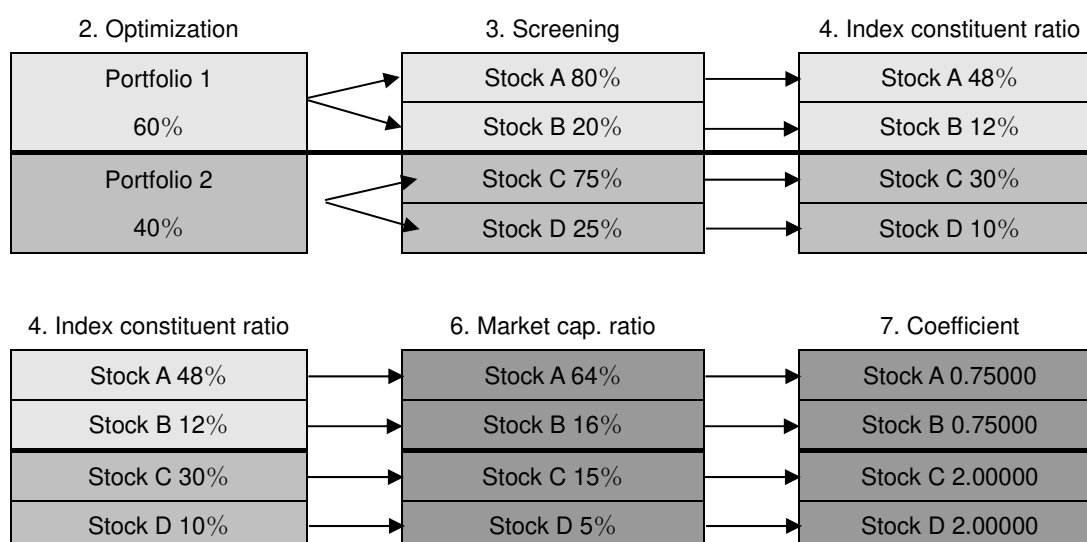 2. Optimization
3. Screening
4. Index constituent ratio
Portfolio 1
60%
Stock A 80%
Stock B 20%
Stock A 48%
Stock B 12%
Portfolio 2
40%
Stock C 75%
Stock D 25%
Stock C 30%
Stock D 10%
4. Index constituent ratio
6. Market cap. ratio
7. Coefficient
Stock A 48%
Stock A 64%
Stock A 0.75000
Stock B 12%
Stock B 16%
Stock B 0.75000
Stock C 30%
Stock C 15%
Stock C 2.00000
Stock D 10%
Stock D 5%
Stock D 2.00000